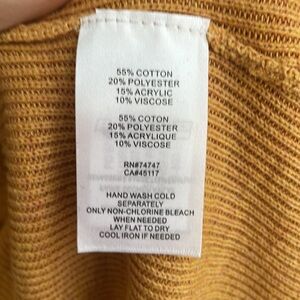 55% COTTON
20% POLYESTER
15% ACRYLIC
10% VISCOSE
55% COTON
20% POLYESTER
15% ACRYLIQUE
10% VISCOSE
RN#74747
CA#45117
HAND WASH COLD
SEPARATELY
ONLY NON-CHLORINE BLEACH
WHEN NEEDED
LAY FLAT TO DRY
COOL IRON IF NEEDED